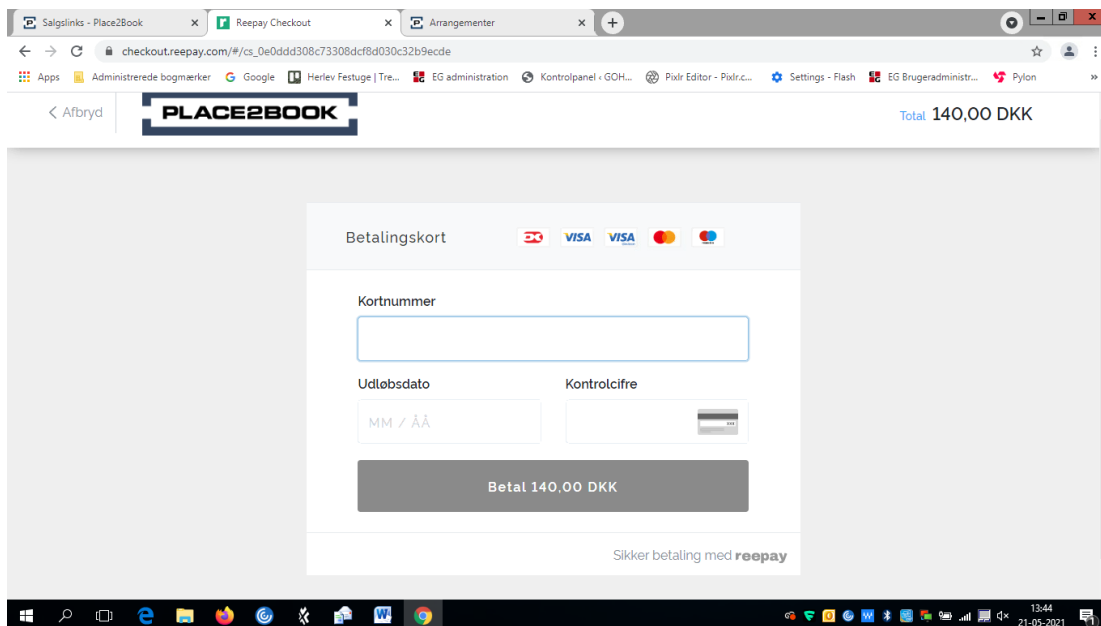 Salgslinks - Place2Book
Reepay Checkout
Arrangementer
checkout.reepay.com/#/cs_0e0ddd308c73308dcf8d030c32b9ecde
Apps Administrerede bogmærker Google Herlev Festuge | Tre... EG administration Kontrolpanel ‹ GOH... Pixlr Editor - Pixlr.c... Settings - Flash EG Brugeradministr... Pylon »
Afbryd
PLACE2BOOK
Total 140,00 DKK
Betalingskort
VISA VISA
Kortnummer
Udløbsdato Kontrolcifre
MM / ÅÅ
Betal 140,00 DKK
Sikker betaling med reepay
13:44
21-05-2021